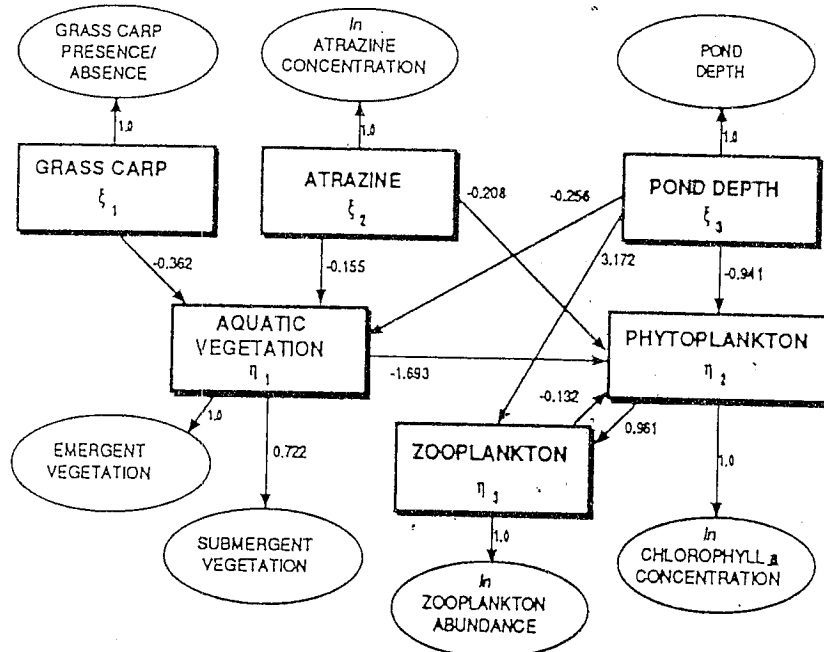 GRASS CARP
PRESENCE/
ABSENCE
ln
ATRAZINE
CONCENTRATION
POND
DEPTH
1.0
1.0
1.0
GRASS CARP
ξ 1
ATRAZINE
ξ 2
POND DEPTH
ξ 3
-0.208
-0.256
-0.362
-0.155
3.172
-0.941
AQUATIC
VEGETATION
η 1
PHYTOPLANKTON
η 2
-1.693
-0.132
0.961
1.0
0.722
1.0
EMERGENT
VEGETATION
ZOOPLANKTON
η 3
1.0
SUBMERGENT
VEGETATION
ln
ZOOPLANKTON
ABUNDANCE
ln
CHLOROPHYLL a
CONCENTRATION